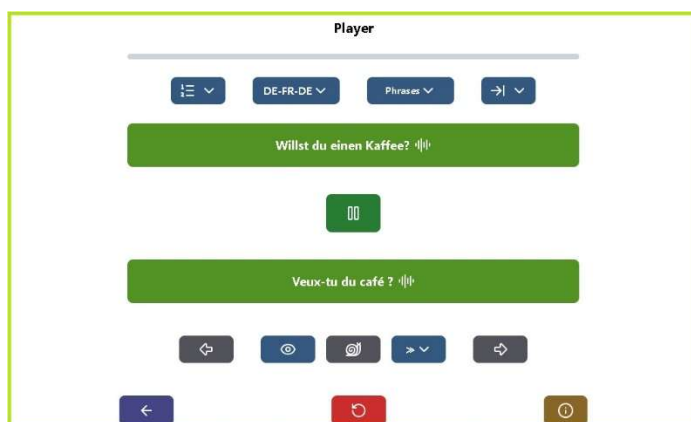 Player
DE-FR-DE
Phrases
Willst du einen Kaffee?
Veux-tu du café ?